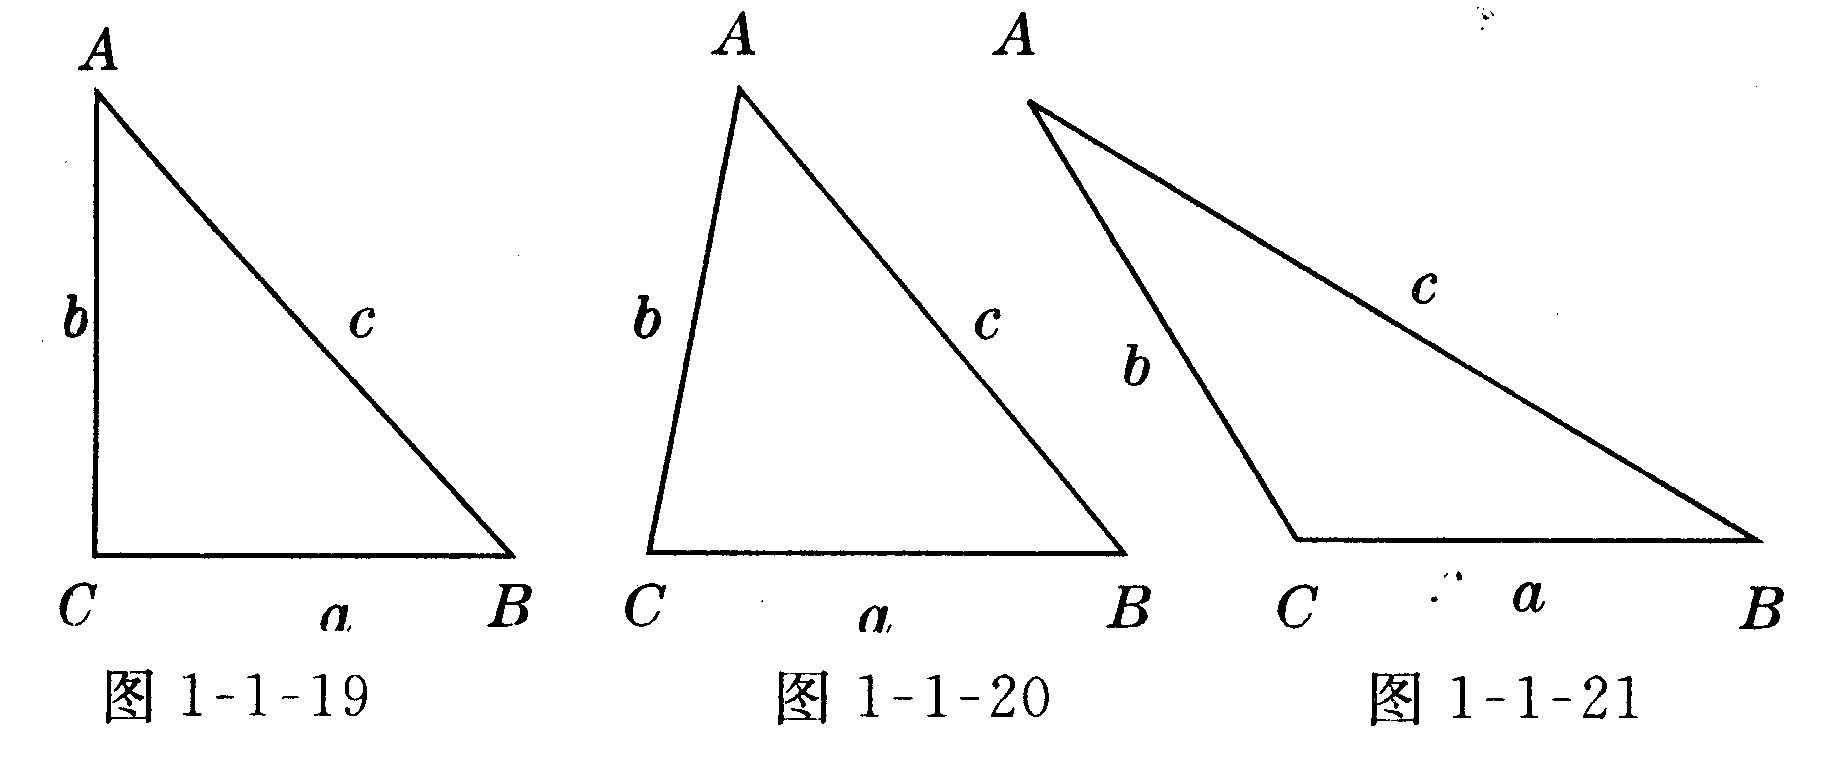 A A A
b c b c b c
C a B C a B C a B
图 1-1-19 图 1-1-20 图 1-1-21